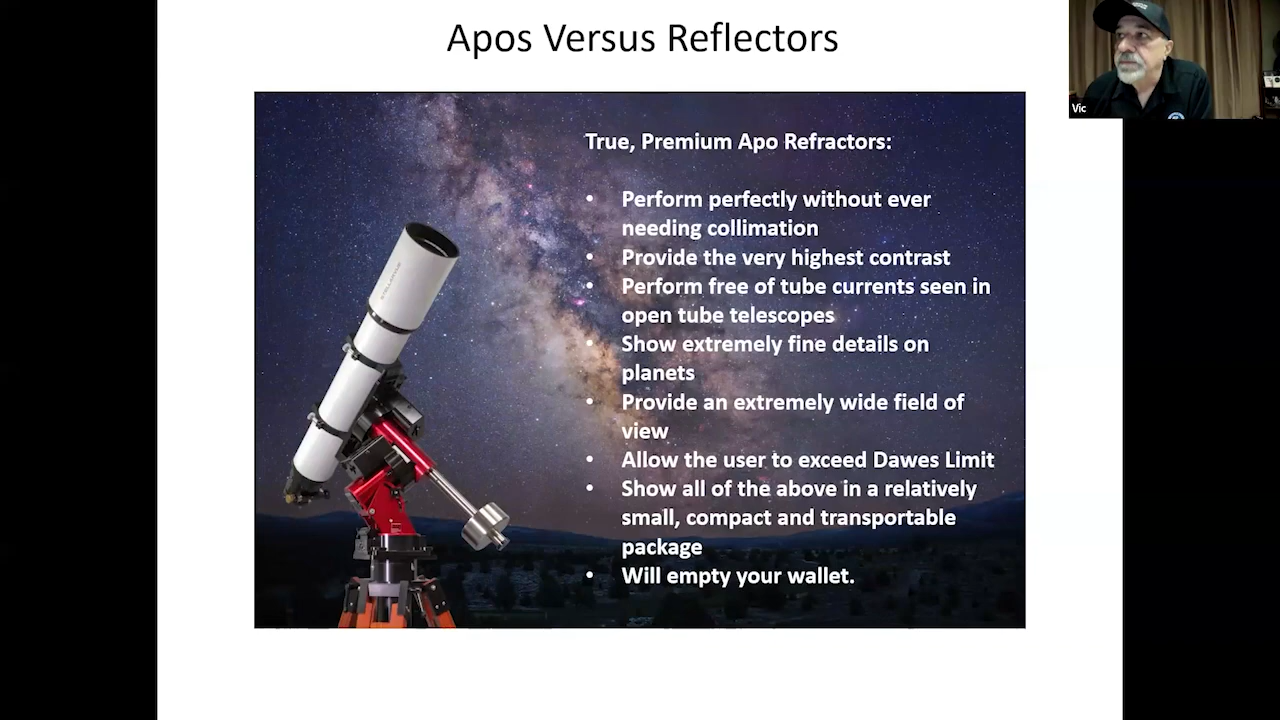 Apos Versus Reflectors
Vic
True, Premium Apo Refractors:
• Perform perfectly without ever
needing collimation
• Provide the very highest contrast
• Perform free of tube currents seen in
open tube telescopes
• Show extremely fine details on
planets
• Provide an extremely wide field of
view
• Allow the user to exceed Dawes Limit
• Show all of the above in a relatively
small, compact and transportable
package
• Will empty your wallet.